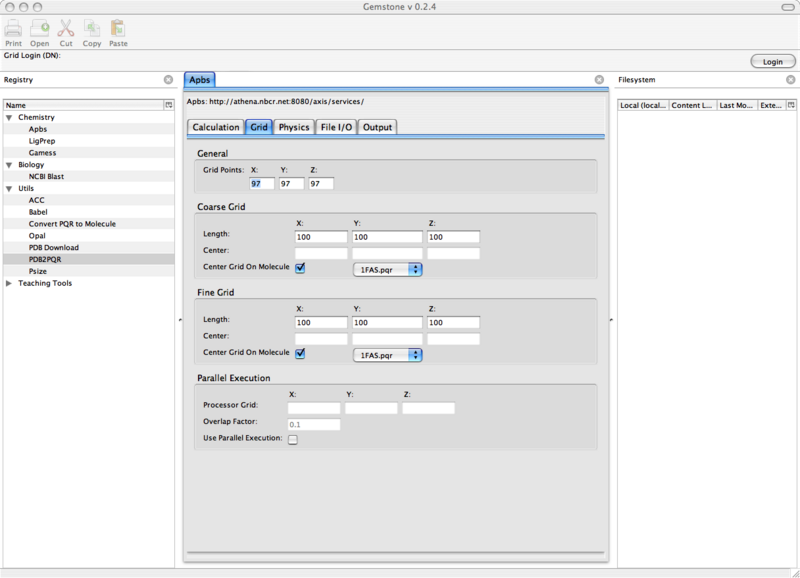 Gemstone v 0.2.4
Print Open Cut Copy Paste
Grid Login (DN):
Login
Registry
Name
Chemistry
Apbs
LigPrep
Gamess
Biology
NCBI Blast
Utils
ACC
Babel
Convert PQR to Molecule
Opal
PDB Download
PDB2PQR
Psize
Teaching Tools
Apbs
Apbs: http://athena.nbcr.net:8080/axis/services/
Calculation Grid Physics File I/O Output
General
Grid Points: X: Y: Z:
97 97 97
Coarse Grid
X: Y: Z:
Length: 100 100 100
Center:
Center Grid On Molecule 1FAS.pqr
Fine Grid
X: Y: Z:
Length: 100 100 100
Center:
Center Grid On Molecule 1FAS.pqr
Parallel Execution
X: Y: Z:
Processor Grid:
Overlap Factor: 0.1
Use Parallel Execution:
Filesystem
Local (local... Content L... Last Mo... Exte...